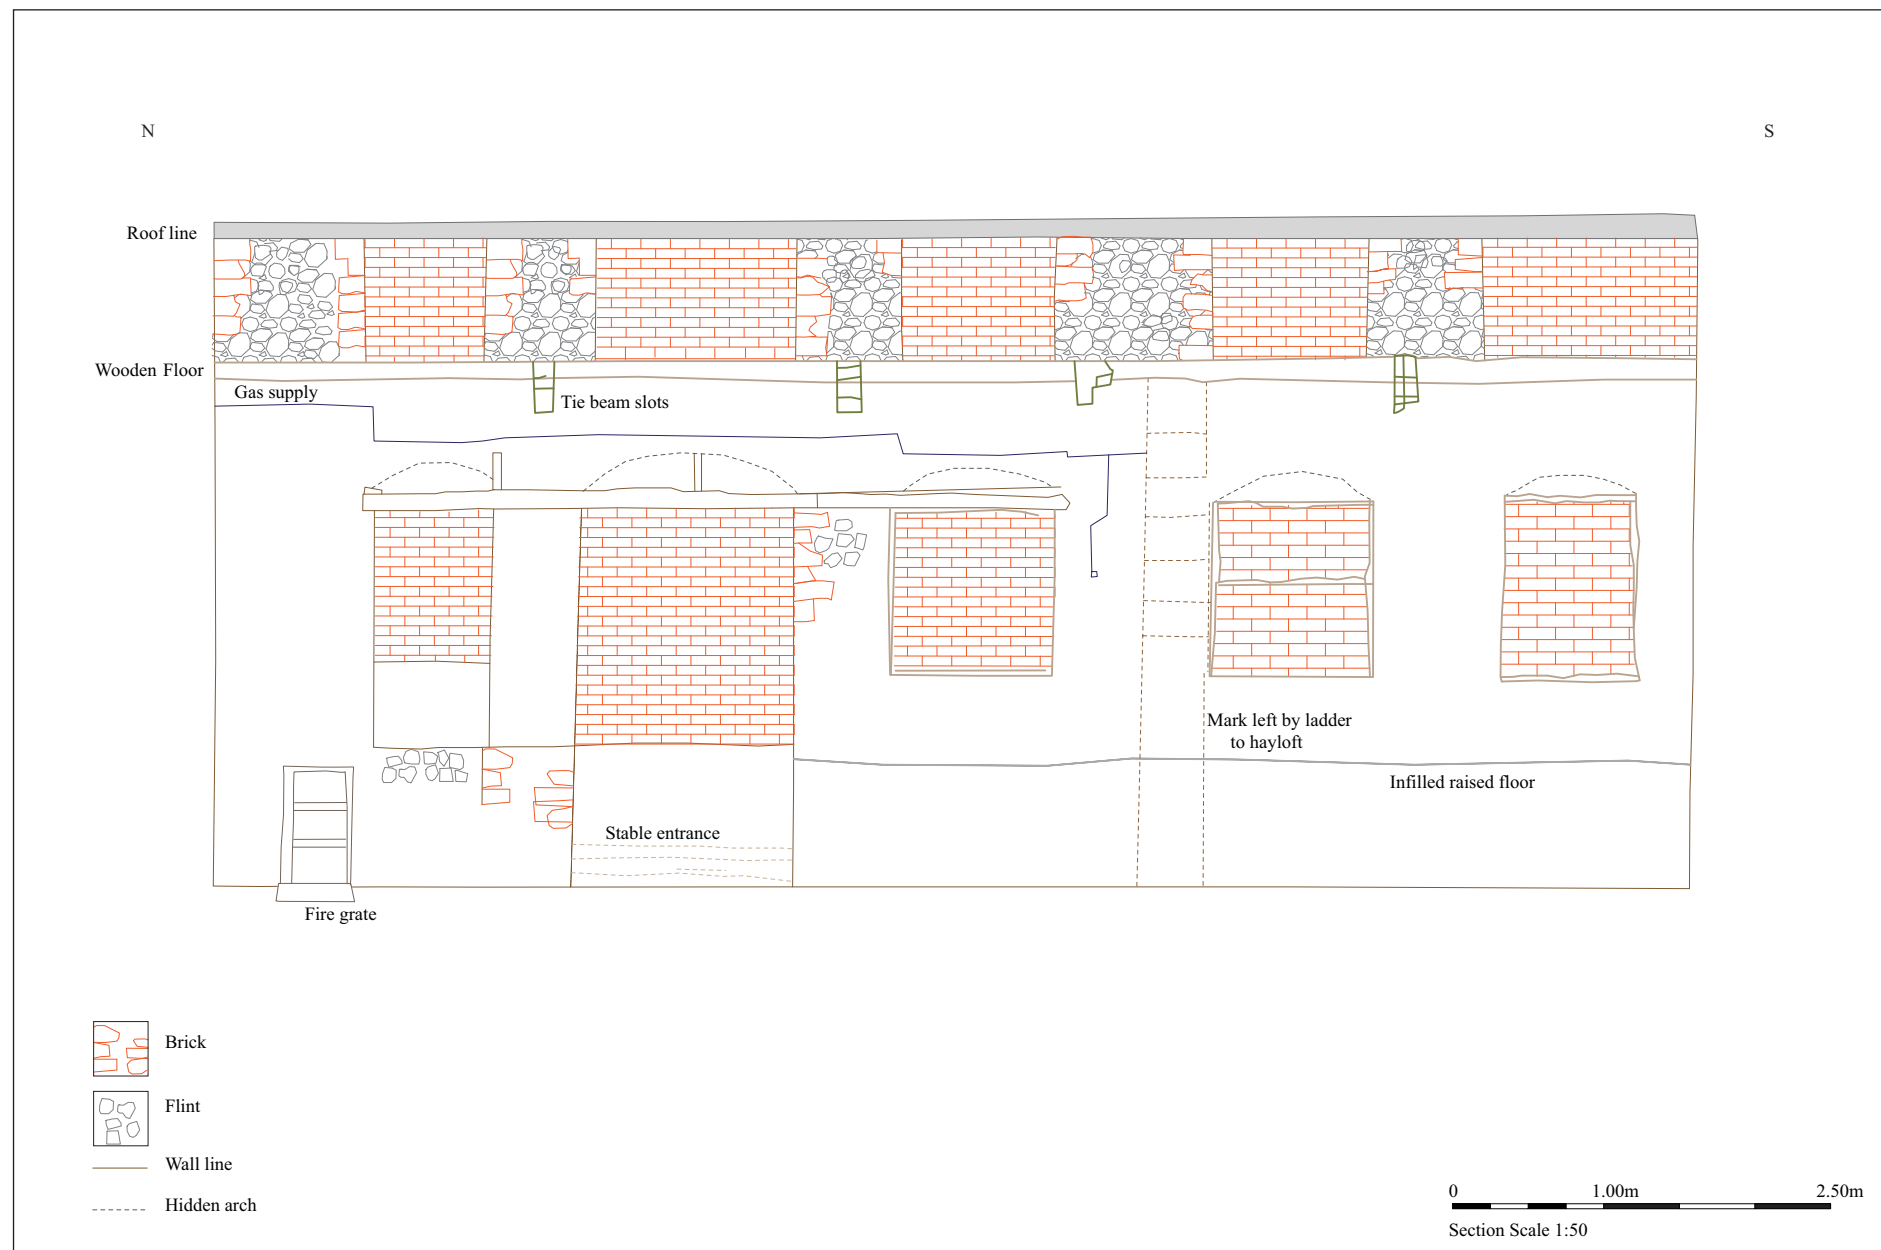 N
S
Roof line
Wooden Floor
Gas supply
Tie beam slots
Mark left by ladder
to hayloft
Infilled raised floor
Stable entrance
Fire grate
Brick
Flint
Wall line
Hidden arch
0 1.00m 2.50m
Section Scale 1:50